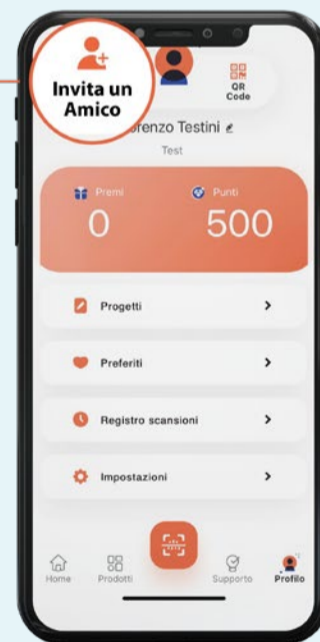 Invita un
Amico
QR
Code
renzo Testini
Test
Premi
Punti
0
500
Progetti
Preferiti
Registro scansioni
Impostazioni
Home
Prodotti
Supporto
Profilo